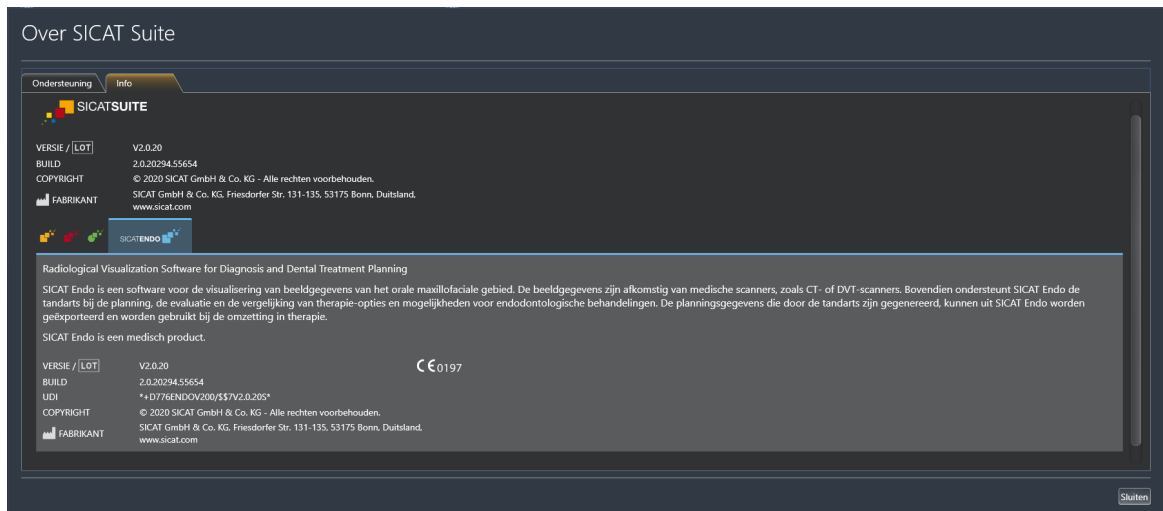 Over SICAT Suite
Ondersteuning
Info
SICATSUITE
VERSIE / LOT V2.0.20
BUILD 2.0.20294.55654
COPYRIGHT © 2020 SICAT GmbH & Co. KG - Alle rechten voorbehouden.
FABRIKANT SICAT GmbH & Co. KG, Friesdorfer Str. 131-135, 53175 Bonn, Duitsland,
www.sicat.com
SICATENDO
Radiological Visualization Software for Diagnosis and Dental Treatment Planning
SICAT Endo is een software voor de visualisering van beeldgegevens van het orale maxillofaciale gebied. De beeldgegevens zijn afkomstig van medische scanners, zoals CT- of DVT-scanners. Bovendien ondersteunt SICAT Endo de
tandarts bij de planning, de evaluatie en de vergelijking van therapie-opties en mogelijkheden voor endodontologische behandelingen. De planningsgegevens die door de tandarts zijn gegenereerd, kunnen uit SICAT Endo worden
geëxporteerd en worden gebruikt bij de omzetting in therapie.
SICAT Endo is een medisch product.
VERSIE / LOT V2.0.20 CE0197
BUILD 2.0.20294.55654
UDI *+D776ENDOV200/$$7V2.0.20S*
COPYRIGHT © 2020 SICAT GmbH & Co. KG - Alle rechten voorbehouden.
FABRIKANT SICAT GmbH & Co. KG, Friesdorfer Str. 131-135, 53175 Bonn, Duitsland,
www.sicat.com
Sluiten